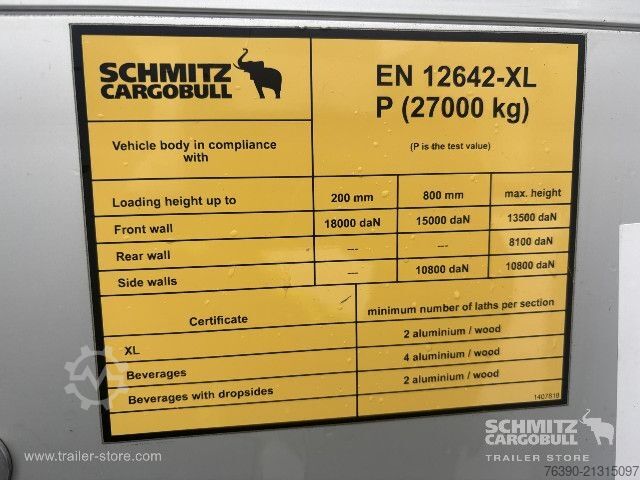 SCHMITZ
CARGOBULL
EN 12642-XL
P (27000 kg)
Vehicle body in compliance
with
(P is the test value)
Loading height up to 200 mm 800 mm max. height
Front wall 18000 daN 15000 daN 13500 daN
Rear wall --- --- 8100 daN
Side walls --- 10800 daN 10800 daN
Certificate minimum number of laths per section
XL 2 aluminium / wood
Beverages 4 aluminium / wood
Beverages with dropsides 2 aluminium / wood
1407819
SCHMITZ
CARGOBULL
TRAILER STORE
www.trailer-store.com
76390-21315097